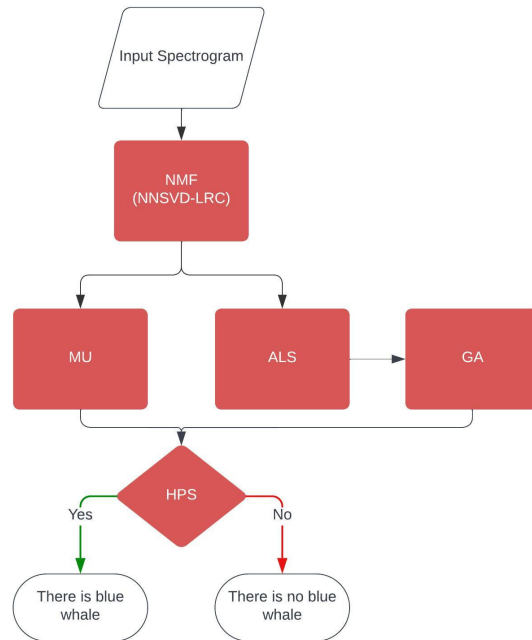 Input Spectrogram
NMF
(NNSVD-LRC)
MU
ALS
GA
HPS
Yes
No
There is blue
whale
There is no blue
whale